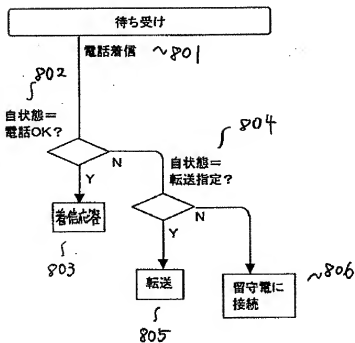 待ち受け
電話着信
801
802
自状態＝
電話OK？
804
自状態＝
転送指定？
N
Y
着信応答
N
Y
803
転送
留守電に
接続
806
805